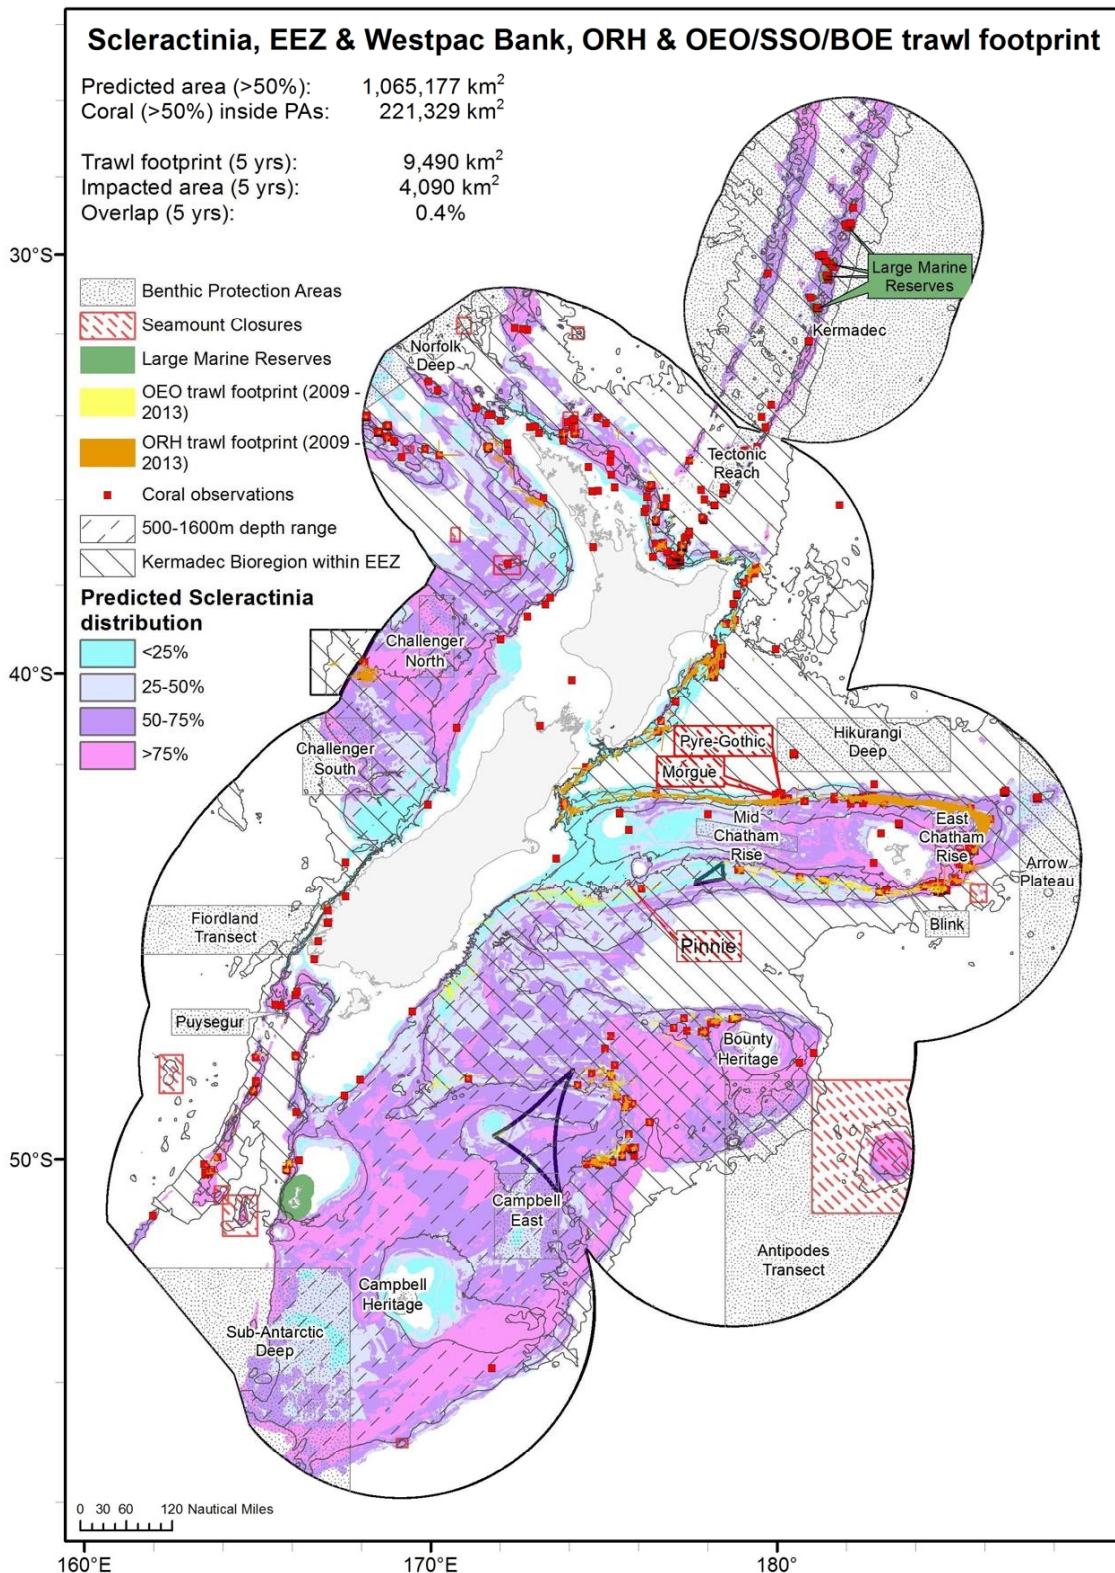 Scleractinia, EEZ & Westpac Bank, ORH & OEO/SSO/BOE trawl footprint
Predicted area (>50%): 1,065,177 km²
Coral (>50%) inside PAs: 221,329 km²
Trawl footprint (5 yrs): 9,490 km²
Impacted area (5 yrs): 4,090 km²
Overlap (5 yrs): 0.4%
30°S
40°S
50°S
Benthic Protection Areas
Seamount Closures
Large Marine Reserves
OEO trawl footprint (2009 -
2013)
ORH trawl footprint (2009 -
2013)
Coral observations
500-1600m depth range
Kermadec Bioregion within EEZ
Predicted Scleractinia
distribution
<25%
25-50%
50-75%
>75%
Large Marine
Reserves
Kermadec
Norfolk
Deep
Tectonic
Reach
Challenger
North
Challenger
South
Pyre-Gothic
Morgue
Hikurangi
Deep
Mid
Chatham
Rise
East
Chatham
Rise
Arrow
Plateau
Fiordland
Transect
Pinnie
Blink
Puysegur
Bounty
Heritage
Campbell
East
Antipodes
Transect
Campbell
Heritage
Sub-Antarctic
Deep
0 30 60 120 Nautical Miles
160°E
170°E
180°